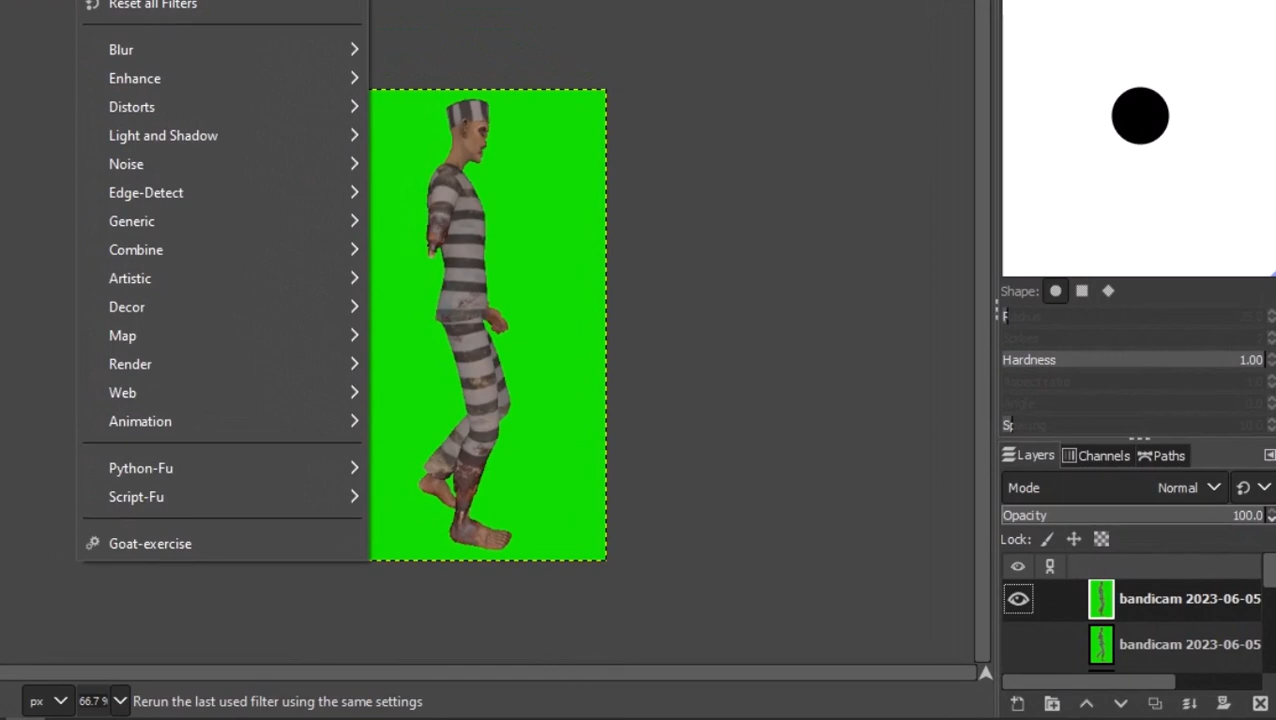 Reset all Filters
Blur
Enhance
Distorts
Light and Shadow
Noise
Edge-Detect
Generic
Combine
Artistic
Decor
Map
Render
Web
Animation
Python-Fu
Script-Fu
Goat-exercise
Shape:
Hardness 1.00
Layers Channels Paths
Mode Normal
Opacity 100.0
Lock:
bandicam 2023-06-05
bandicam 2023-06-05
px 66.7 % Rerun the last used filter using the same settings